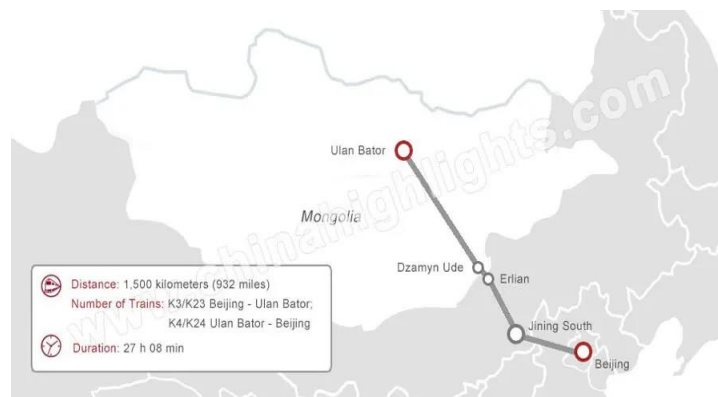 Ulan Bator
Mongolia
Dzamyn Ude
Erlian
Jining South
Beijing
Distance: 1,500 kilometers (932 miles)
Number of Trains: K3/K23 Beijing - Ulan Bator;
K4/K24 Ulan Bator - Beijing
Duration: 27 h 08 min
www.chinahighlights.com